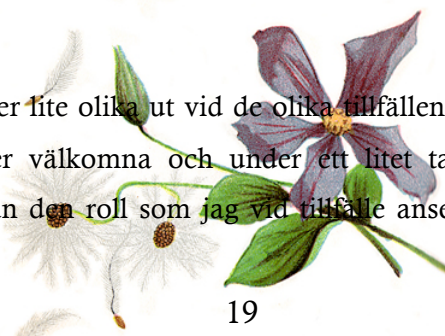 er lite olika ut vid de olika tillfällen
er välkomna och under ett litet ta
n den roll som jag vid tillfälle anse
19